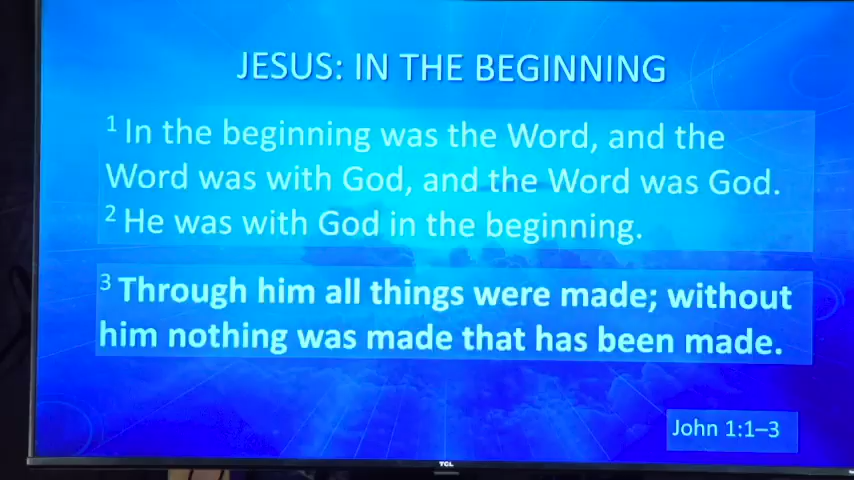 JESUS: IN THE BEGINNING
1 In the beginning was the Word, and the
Word was with God, and the Word was God.
2 He was with God in the beginning.
3 Through him all things were made; without
him nothing was made that has been made.
John 1:1–3
TCL